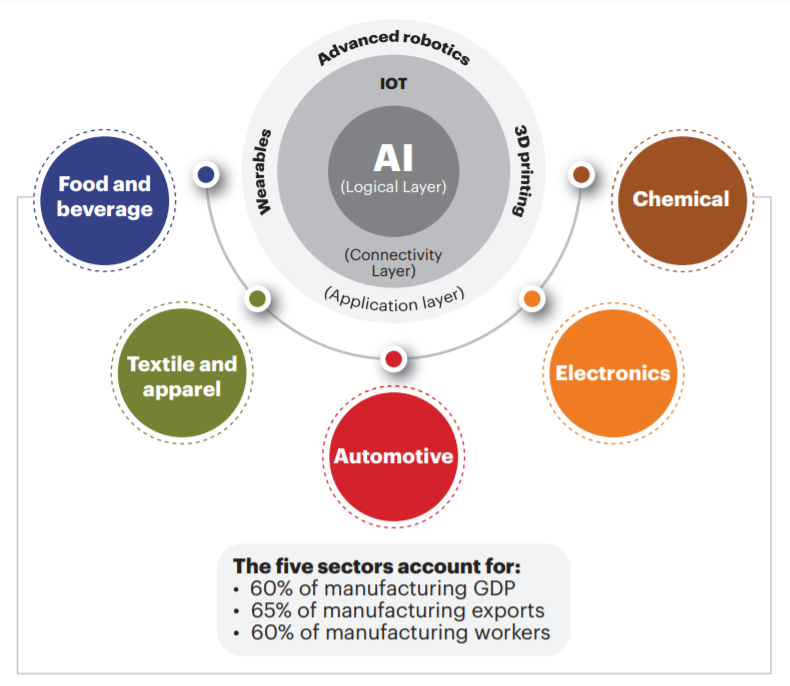 Advanced robotics
IOT
Wearables
3D printing
AI
(Logical Layer)
(Connectivity
Layer)
(Application layer)
Food and
beverage
Chemical
Textile and
apparel
Electronics
Automotive
The five sectors account for:
• 60% of manufacturing GDP
• 65% of manufacturing exports
• 60% of manufacturing workers